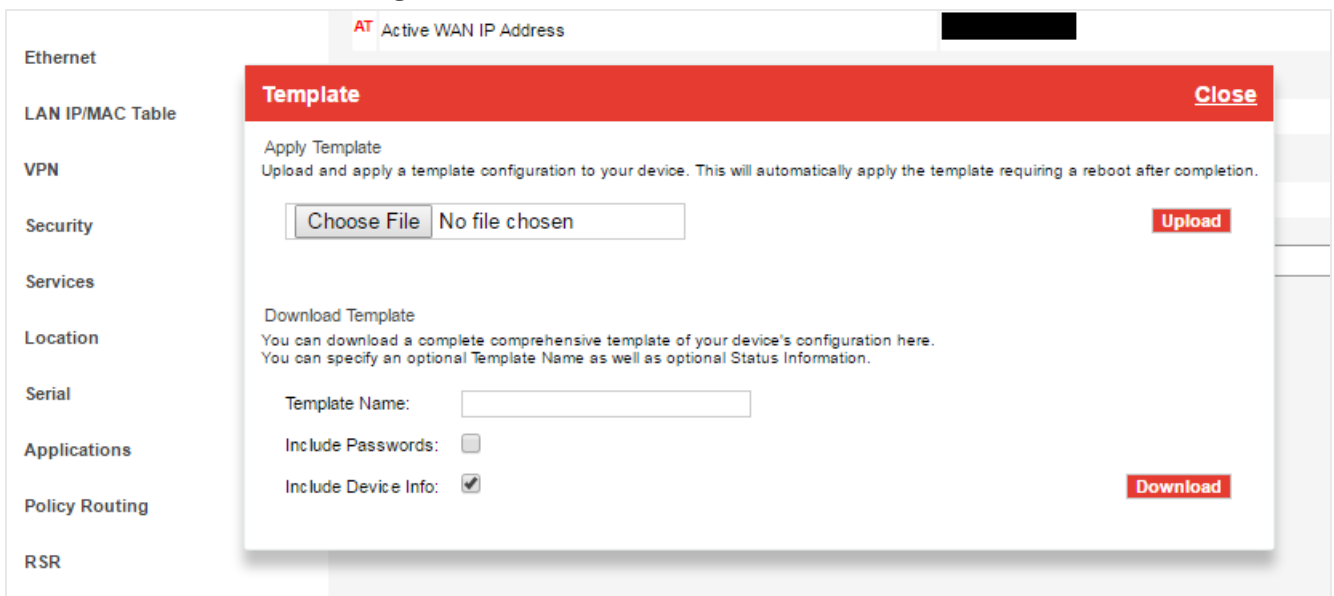 AT Active WAN IP Address
Ethernet
LAN IP/MAC Table
VPN
Security
Services
Location
Serial
Applications
Policy Routing
RSR
Template Close
Apply Template
Upload and apply a template configuration to your device. This will automatically apply the template requiring a reboot after completion.
Choose File No file chosen Upload
Download Template
You can download a complete comprehensive template of your device's configuration here.
You can specify an optional Template Name as well as optional Status Information.
Template Name:
Include Passwords:
Include Device Info: Download